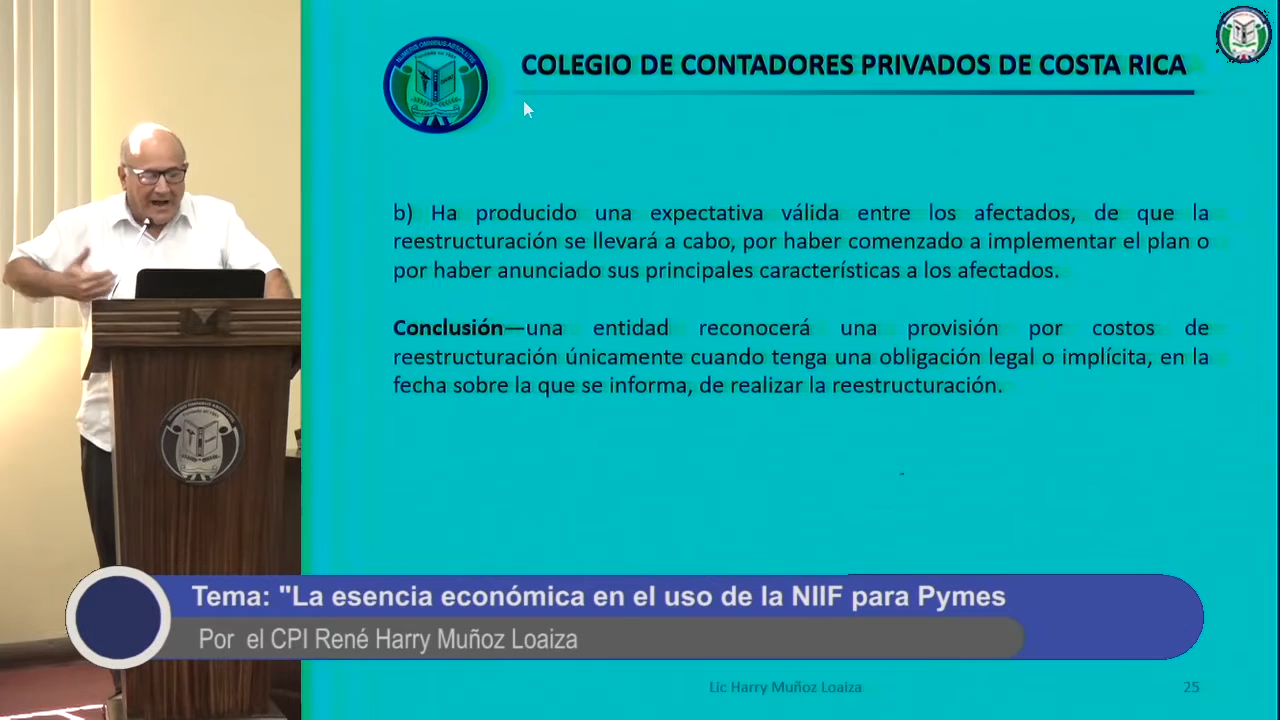 COLEGIO DE CONTADORES PRIVADOS DE COSTA RICA
b) Ha producido una expectativa válida entre los afectados, de que la
reestructuración se llevará a cabo, por haber comenzado a implementar el plan o
por haber anunciado sus principales características a los afectados.
Conclusión—una entidad reconocerá una provisión por costos de
reestructuración únicamente cuando tenga una obligación legal o implícita, en la
fecha sobre la que se informa, de realizar la reestructuración.
Tema: "La esencia económica en el uso de la NIIF para Pymes
Por el CPI René Harry Muñoz Loaiza
Lic Harry Muñoz Loaiza
25